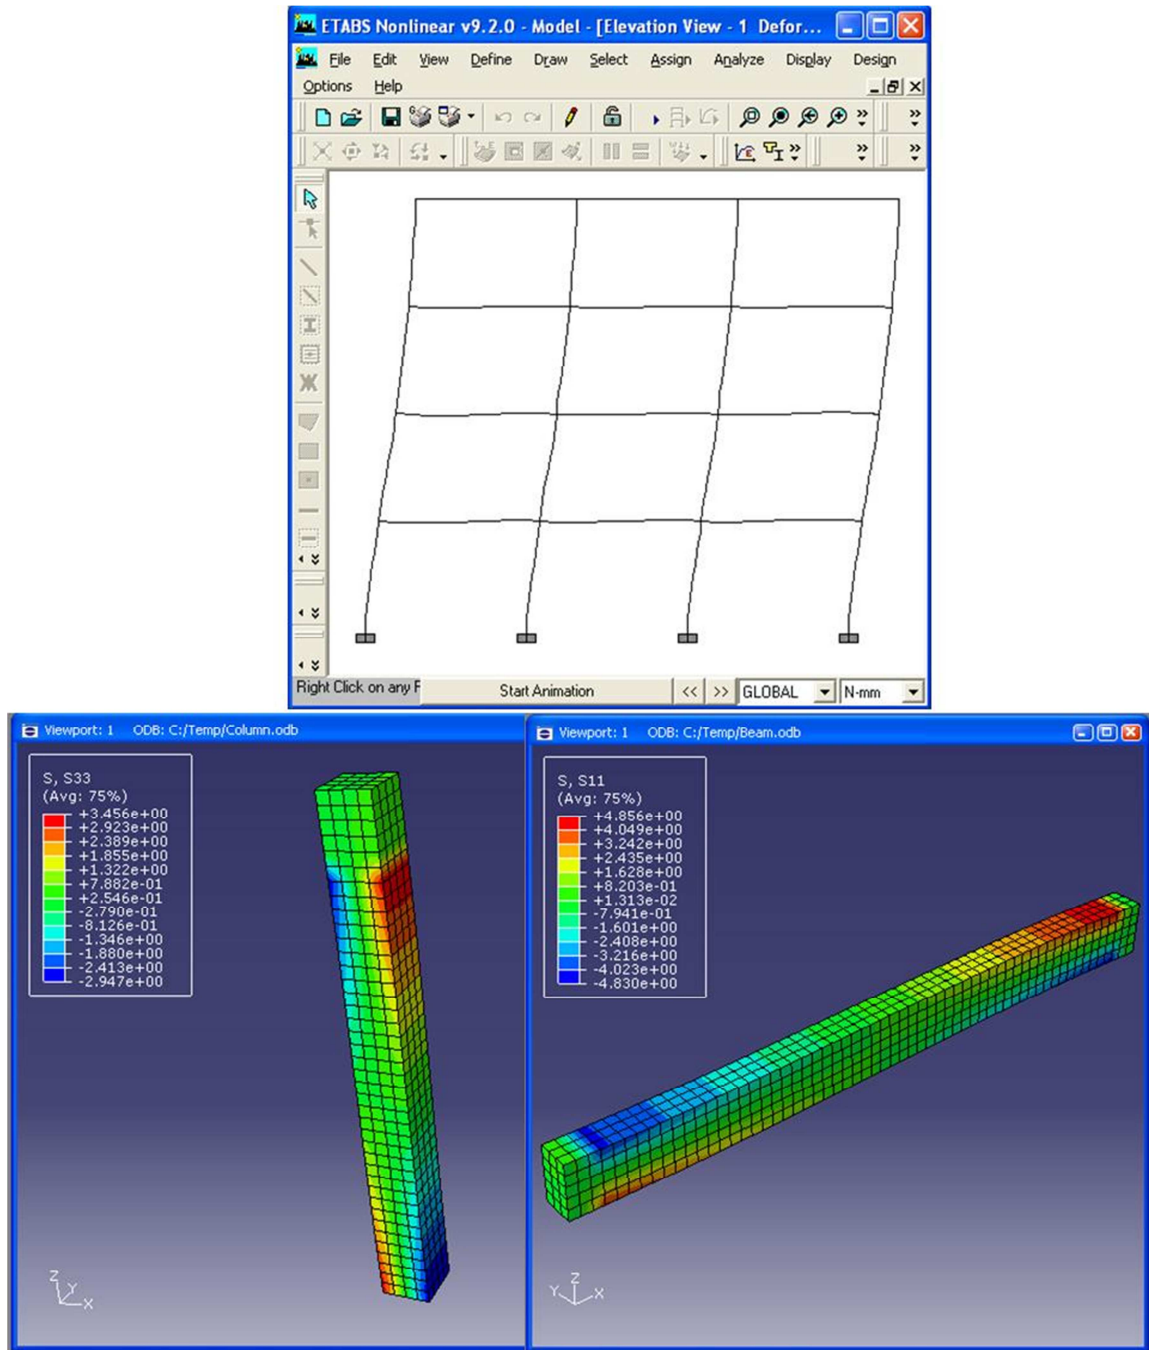 ETABS Nonlinear v9.2.0 - Model - [Elevation View - 1 Defor...
File Edit View Define Draw Select Assign Analyze Display Design
Options Help
Right Click on any F Start Animation << >> GLOBAL N-mm
Viewport: 1 ODB: C:/Temp/Column.odb
S, S33
(Avg: 75%)
+3.456e+00
+2.923e+00
+2.389e+00
+1.855e+00
+1.322e+00
+7.882e-01
+2.546e-01
-2.790e-01
-8.126e-01
-1.346e+00
-1.880e+00
-2.413e+00
-2.947e+00
Z
Y
X
Viewport: 1 ODB: C:/Temp/Beam.odb
S, S11
(Avg: 75%)
+4.856e+00
+4.049e+00
+3.242e+00
+2.435e+00
+1.628e+00
+8.203e-01
+1.313e-02
-7.941e-01
-1.601e+00
-2.408e+00
-3.216e+00
-4.023e+00
-4.830e+00
Z
Y X